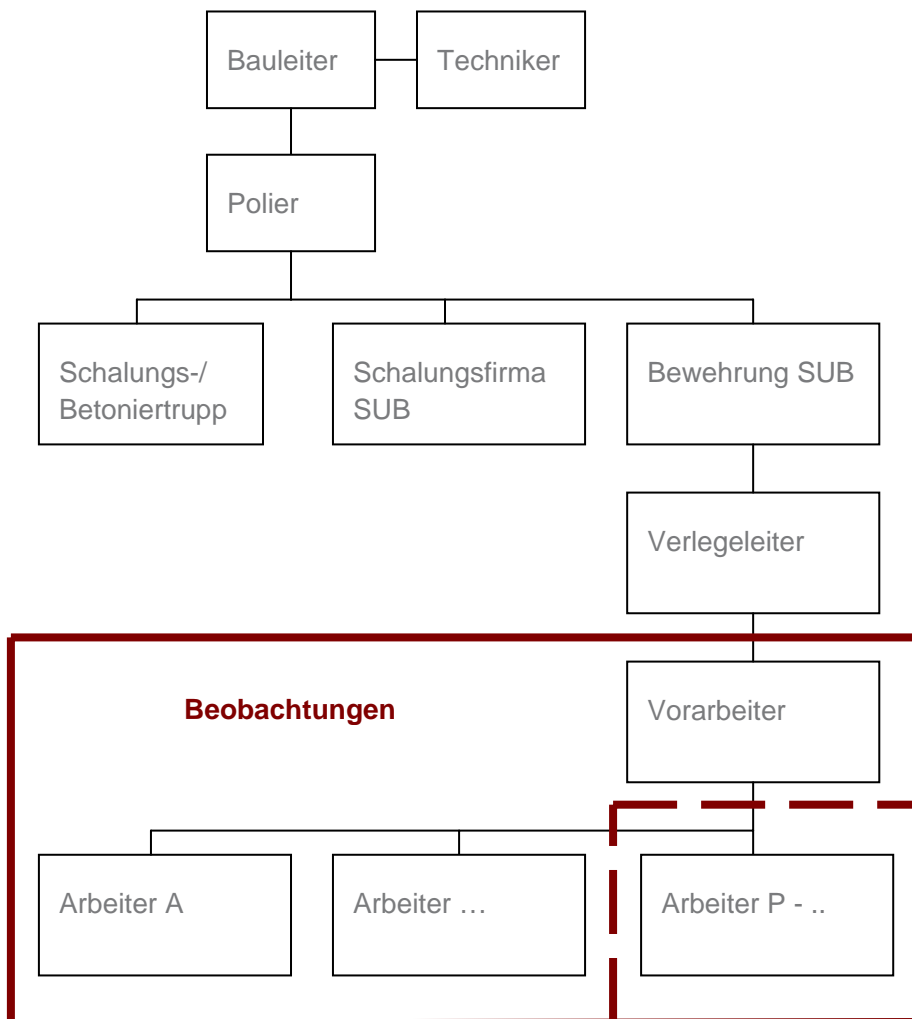 Bauleiter
Techniker
Polier
Schalungs-/
Betoniertrupp
Schalungsfirma
SUB
Bewehrung SUB
Verlegeleiter
Beobachtungen
Vorarbeiter
Arbeiter A
Arbeiter …
Arbeiter P - ..